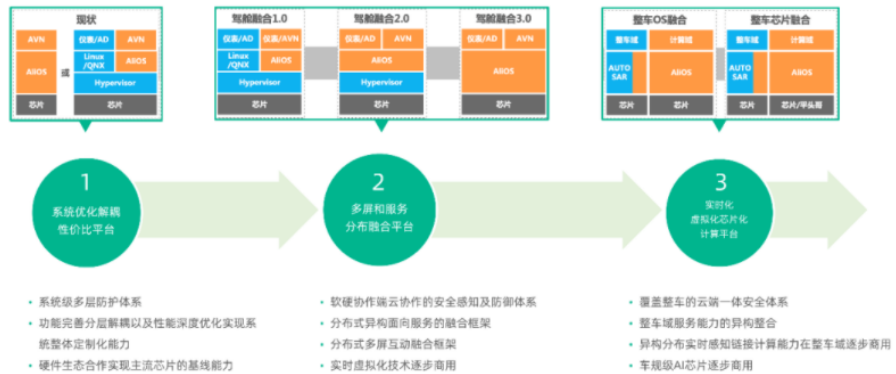 现状
AVN
AliOS
芯片
或
仪表/AD
AVN
Linux
/QNX
AliOS
Hypervisor
芯片
驾舱融合1.0
仪表/AD
仪表/AVN
Linux
/QNX
AliOS
Hypervisor
芯片
驾舱融合2.0
仪表/AD
AVN
AliOS
Hypervisor
芯片
驾舱融合3.0
仪表/AD
AVN
AliOS
芯片
整车OS融合
整车域
计算域
AUTO
SAR
AliOS
芯片
芯片
整车芯片融合
整车域
计算域
AUTO
SAR
AliOS
芯片
芯片/平头哥
1
系统优化解耦
性价比平台
2
多屏和服务
分布融合平台
3
实时化
虚拟化芯片化
计算平台
• 系统级多层防护体系
• 功能完善分层解耦以及性能深度优化实现系
统整体定制化能力
• 硬件生态合作实现主流芯片的基线能力
• 软硬协作端云协作的安全感知及防御体系
• 分布式异构面向服务的融合框架
• 分布式多屏互动融合框架
• 实时虚拟化技术逐步商用
• 覆盖整车的云端一体安全体系
• 整车域服务能力的异构整合
• 异构分布实时感知链接计算能力在整车域逐步商用
• 车规级AI芯片逐步商用